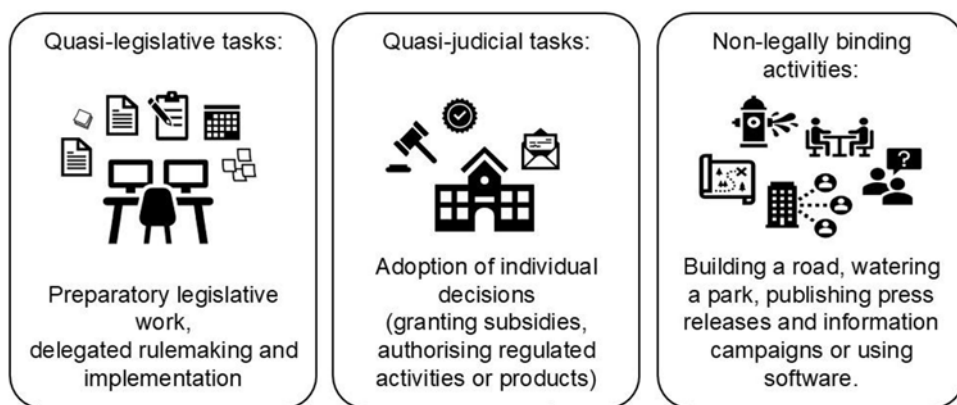 Quasi-legislative tasks:
Preparatory legislative
work,
delegated rulemaking and
implementation
Quasi-judicial tasks:
Adoption of individual
decisions
(granting subsidies,
authorising regulated
activities or products)
Non-legally binding
activities:
?
Building a road, watering
a park, publishing press
releases and information
campaigns or using
software.